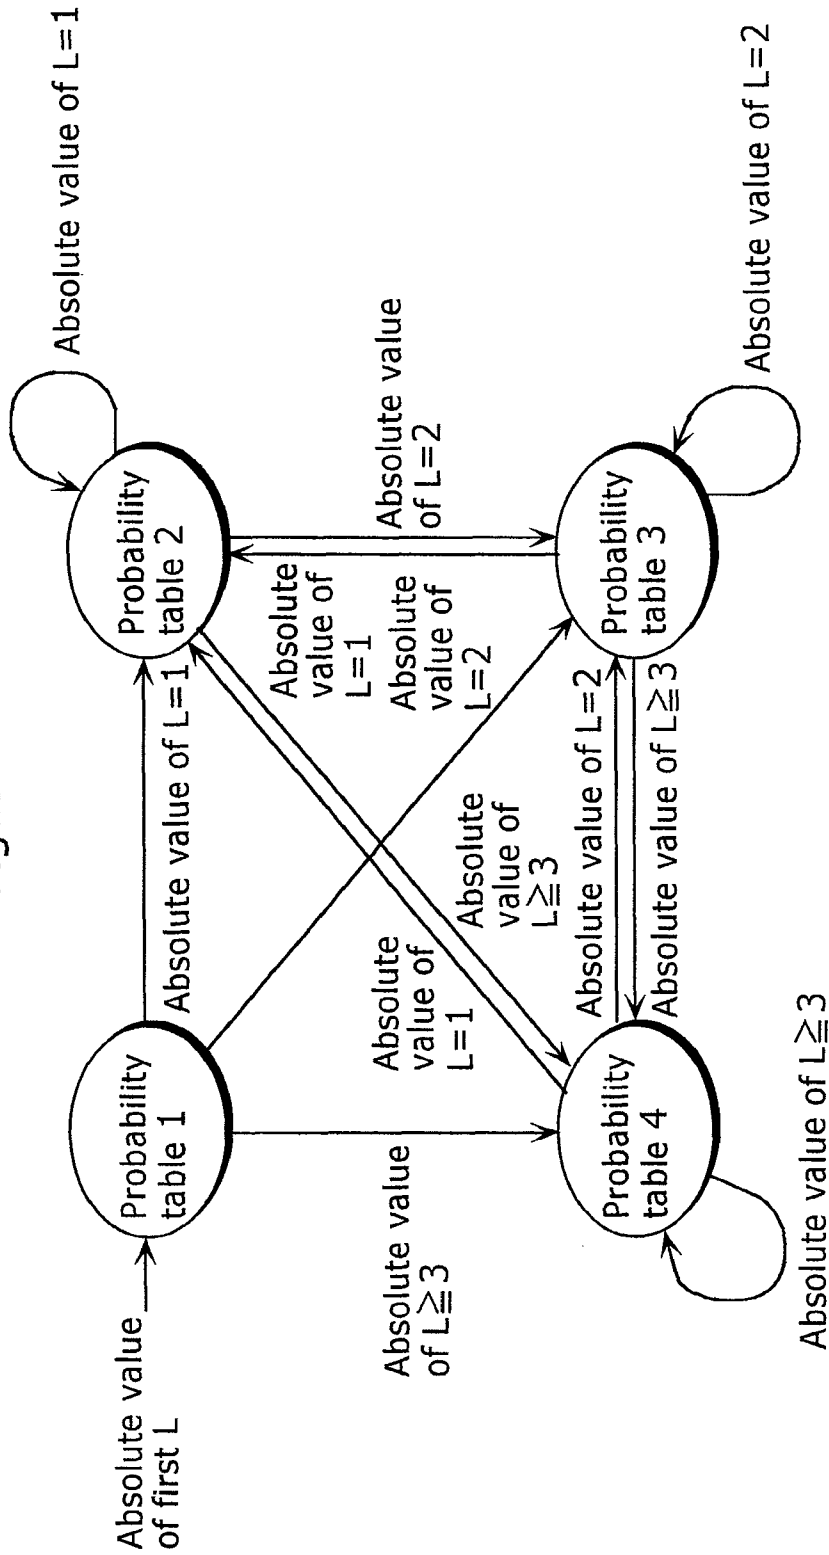 Absolute value
of first L
Probability
table 1
Absolute value of L=1
Probability
table 2
Absolute value of L=1
Absolute value
of L≧3
Absolute
value of
L=1
Absolute
value of
L≧3
Absolute
value of
L=1
Absolute
value of
L=2
Absolute value
of L=2
Probability
table 4
Absolute value of L=2
Absolute value of L≧3
Probability
table 3
Absolute value of L=2
Absolute value of L≧3